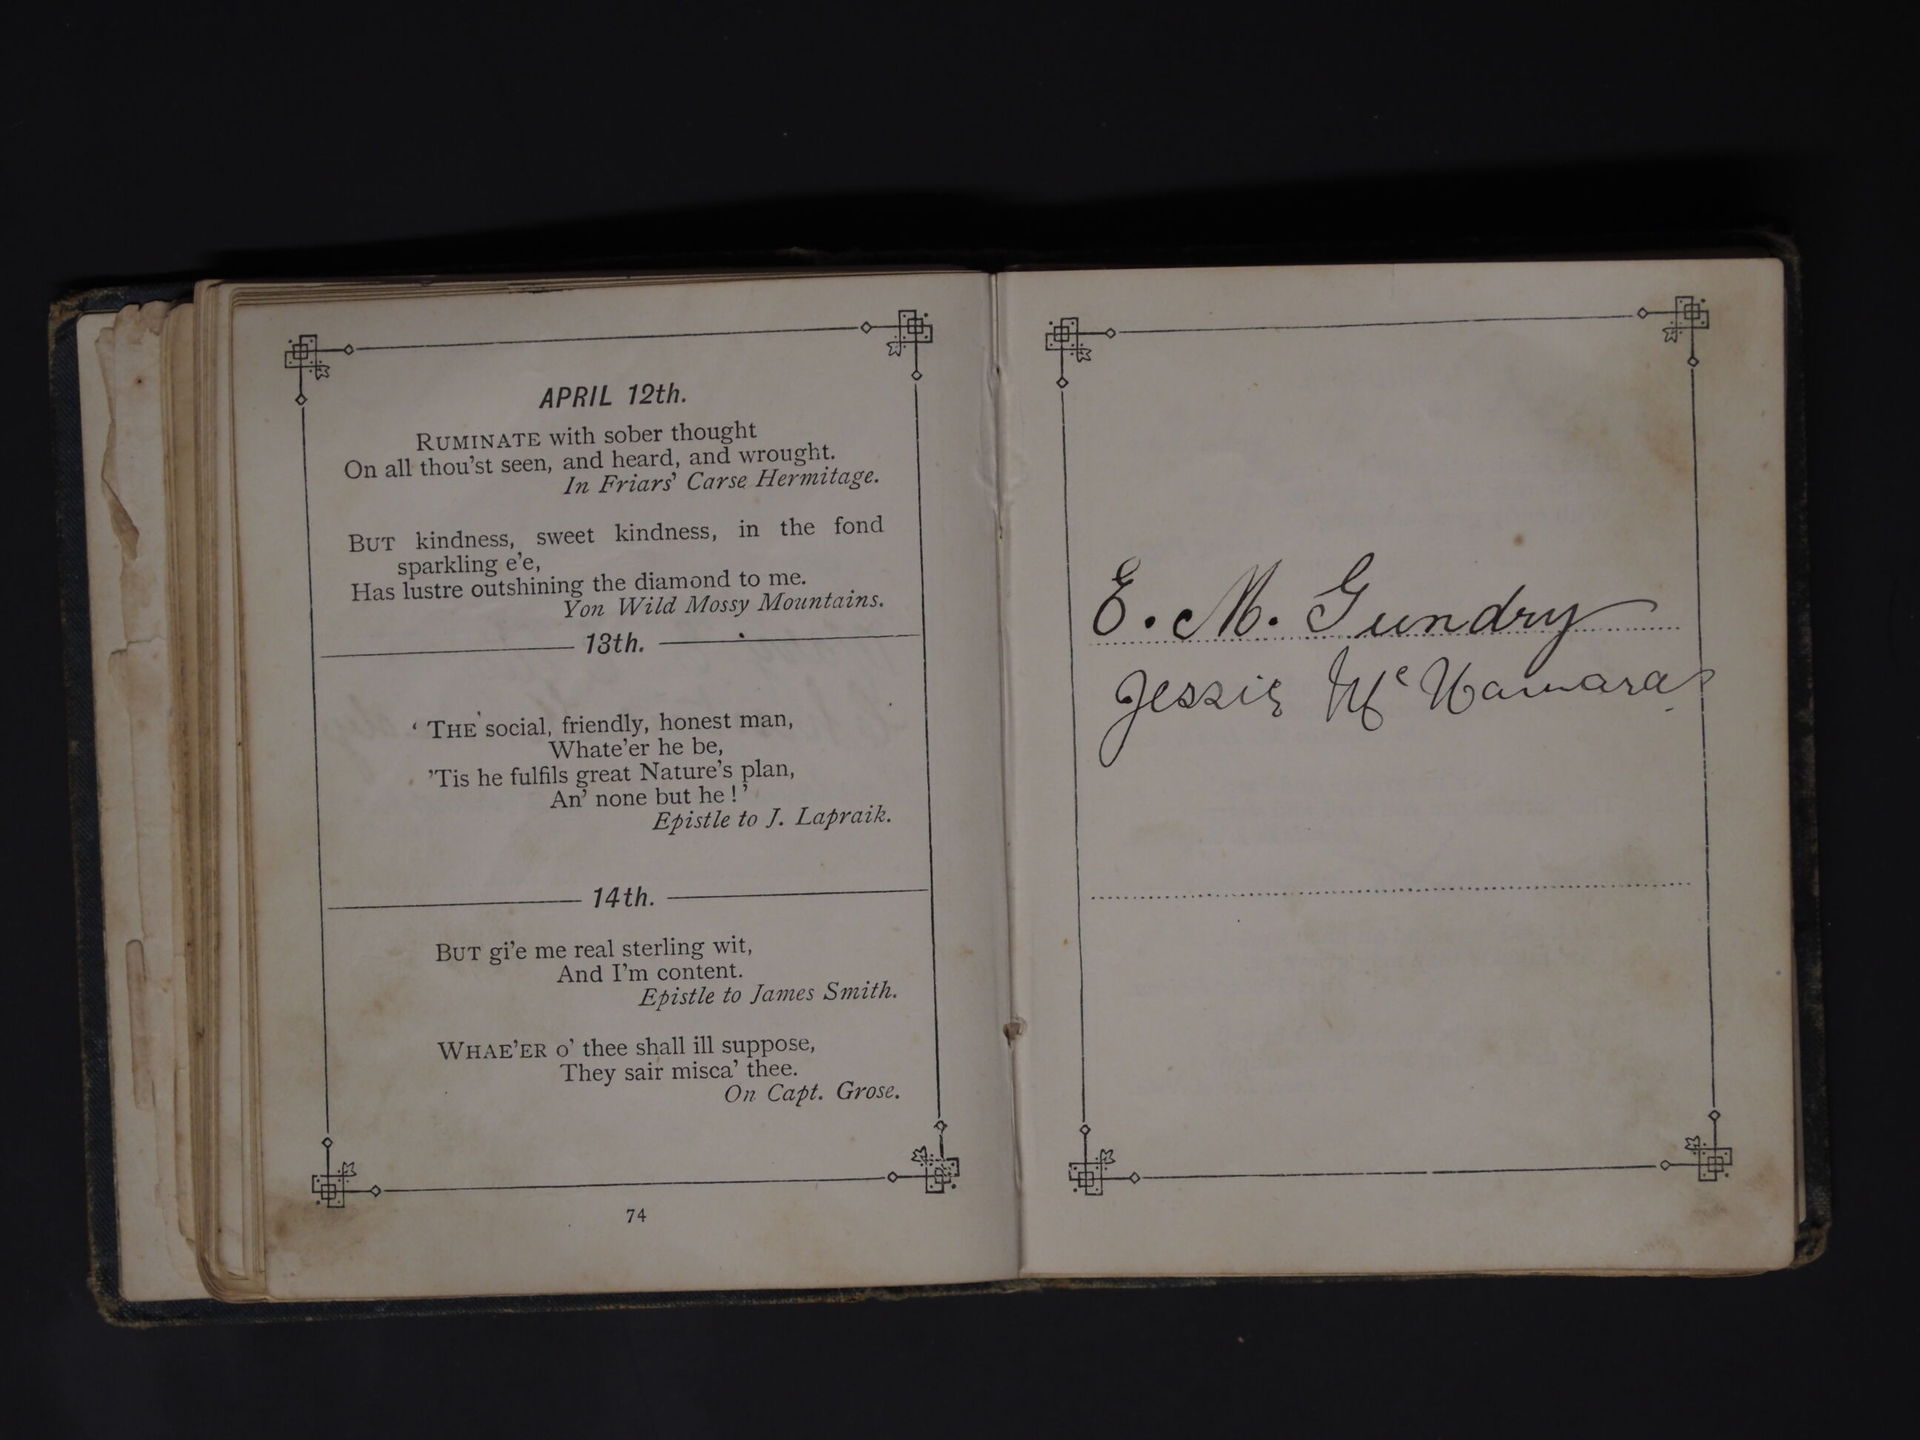 APRIL 12th.
RUMINATE with sober thought
On all thou'st seen, and heard, and wrought.
In Friars' Carse Hermitage.
BUT kindness, sweet kindness, in the fond
sparkling e'e,
Has lustre outshining the diamond to me.
Yon Wild Mossy Mountains.
13th.
‘THE social, friendly, honest man,
Whate'er he be,
'Tis he fulfils great Nature's plan,
An' none but he!’
Epistle to J. Lapraik.
14th.
BUT gi'e me real sterling wit,
And I'm content.
Epistle to James Smith.
WHAE'ER o' thee shall ill suppose,
They sair misca' thee.
On Capt. Grose.
74
E. M. Gundry
Jessie McNamara